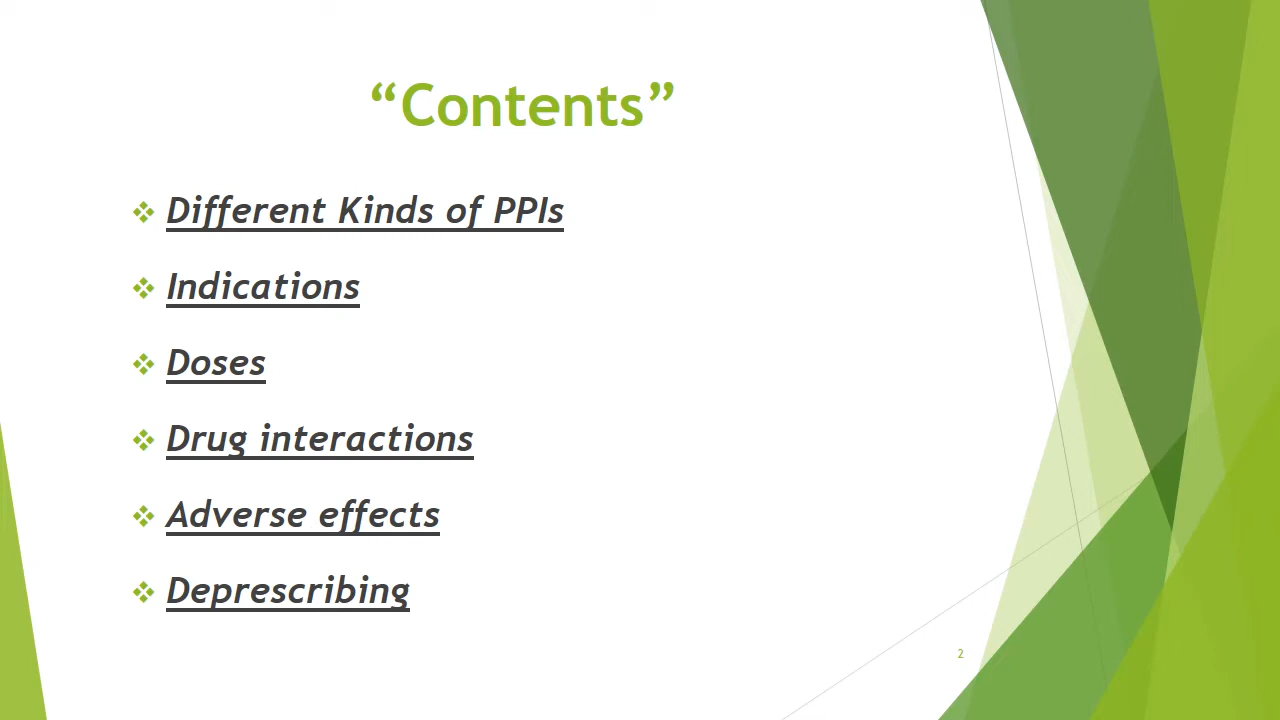 “Contents”
❖ Different Kinds of PPIs
❖ Indications
❖ Doses
❖ Drug interactions
❖ Adverse effects
❖ Deprescribing
2